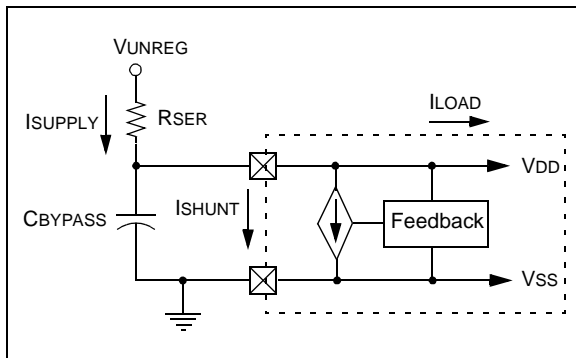 VUNREG
ILOAD
ISUPPLY
RSER
VDD
CBYPASS
ISHUNT
Feedback
VSS